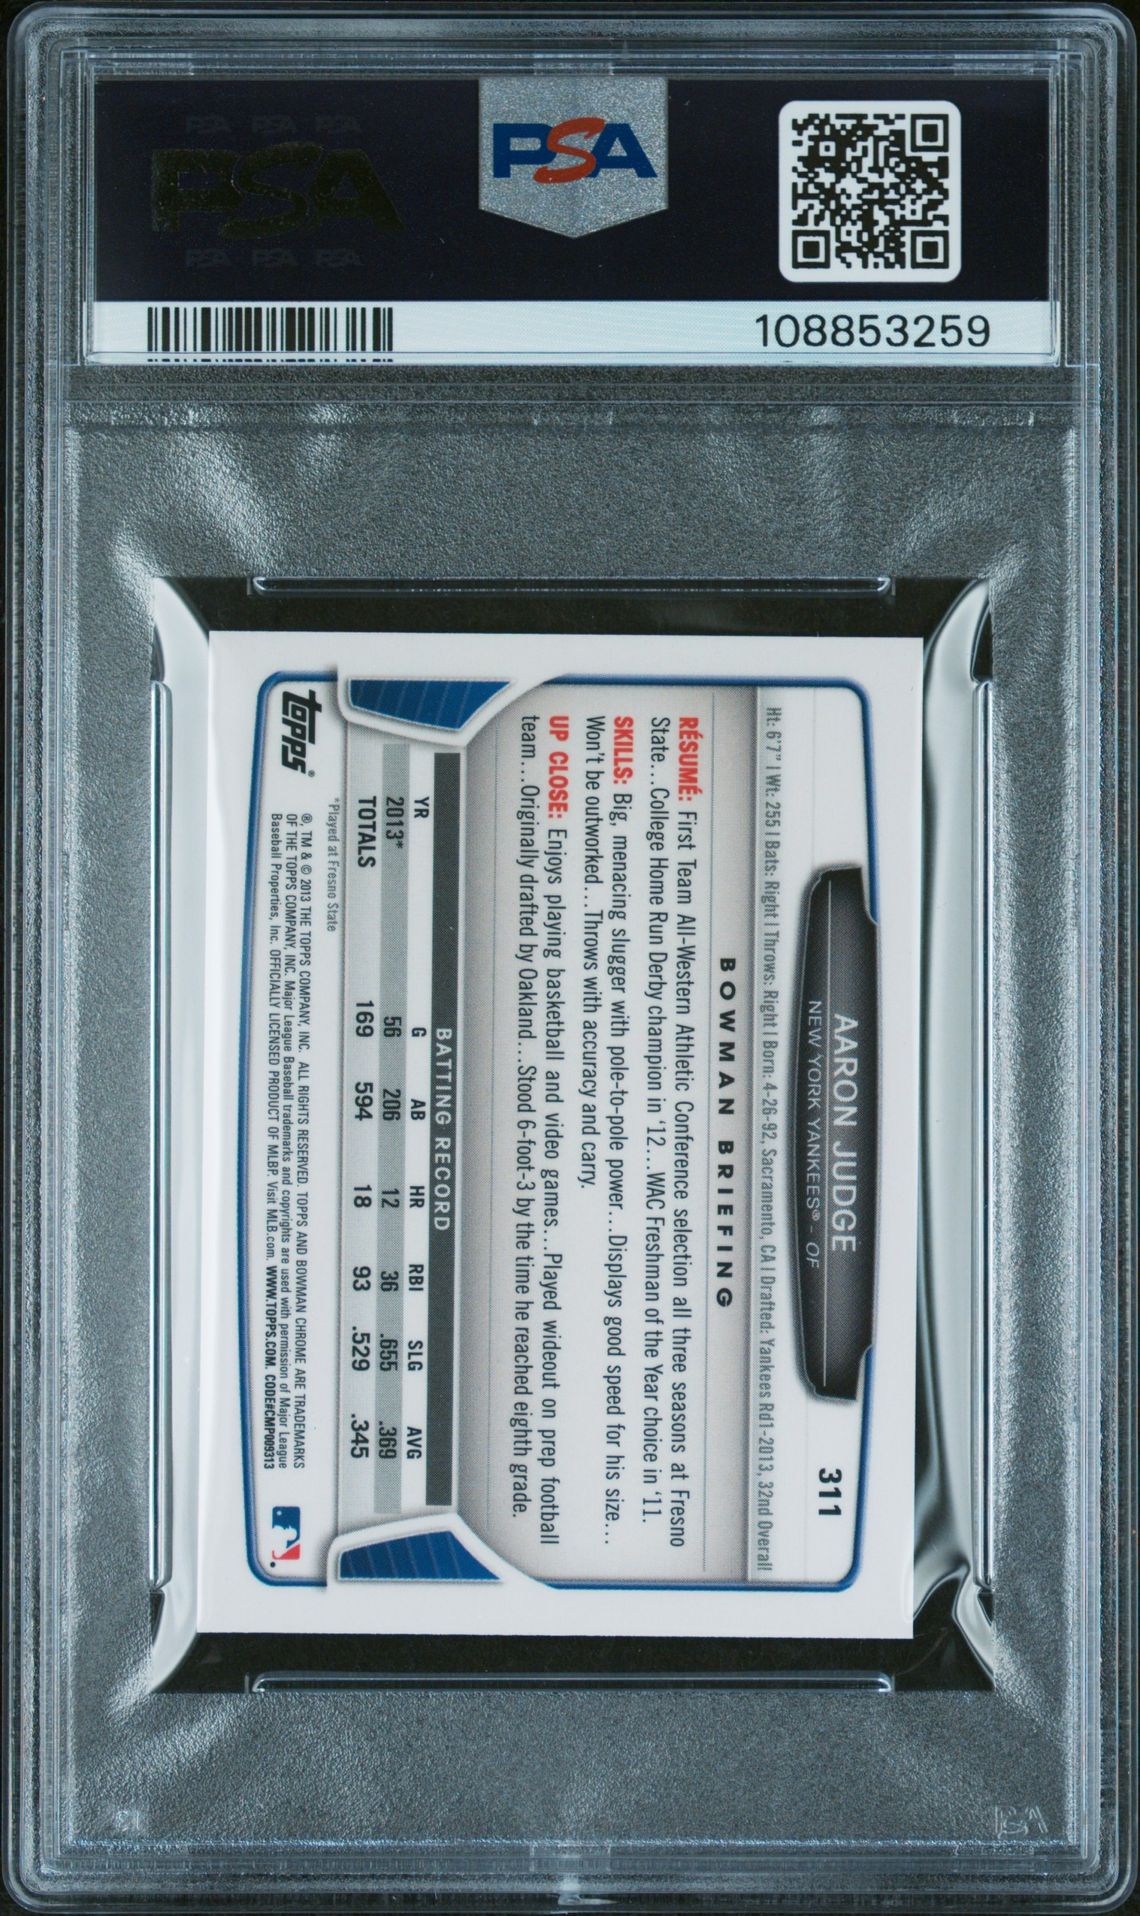 PSA PSA PSA
PSA
PSA PSA PSA
PSA
108853259
311
AARON JUDGE
NEW YORK YANKEES® - OF
Ht: 6'7" | Wt: 255 | Bats: Right | Throws: Right | Born: 4-26-92, Sacramento, CA | Drafted: Yankees Rd1-2013, 32nd Overall
BOWMAN BRIEFING
RÉSUMÉ: First Team All-Western Athletic Conference selection all three seasons at Fresno
State...College Home Run Derby champion in '12...WAC Freshman of the Year choice in '11.
SKILLS: Big, menacing slugger with pole-to-pole power...Displays good speed for his size...
Won't be outworked...Throws with accuracy and carry.
UP CLOSE: Enjoys playing basketball and video games...Played wideout on prep football
team...Originally drafted by Oakland...Stood 6-foot-3 by the time he reached eighth grade.
BATTING RECORD
YR G AB HR RBI SLG AVG
2013* 56 206 12 36 .655 .369
TOTALS 169 594 18 93 .529 .345
*Played at Fresno State
®, TM & © 2013 THE TOPPS COMPANY, INC. ALL RIGHTS RESERVED. TOPPS AND BOWMAN CHROME ARE TRADEMARKS
OF THE TOPPS COMPANY, INC. Major League Baseball trademarks and copyrights are used with permission of Major League
Baseball Properties, Inc. OFFICIALLY LICENSED PRODUCT OF MLBP. Visit MLB.com. WWW.TOPPS.COM. CODE#CMP009313
topps®
PSA